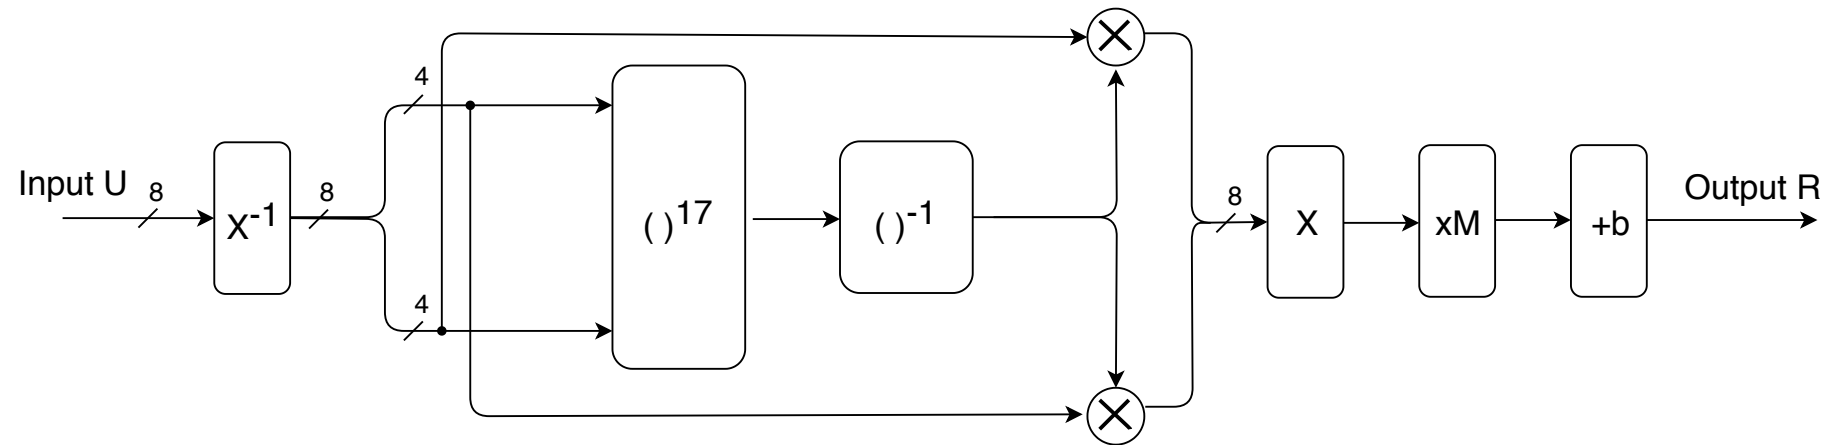 Input U
8
X-1
8
4
4
( )17
( )-1
8
X
xM
+b
Output R